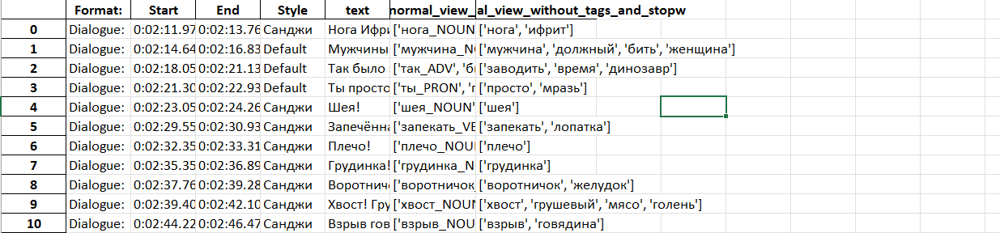 Format: Start End Style text normal_view_ al_view_without_tags_and_stopw
0 Dialogue: 0:02:11.97 0:02:13.76 Санджи Нога Ифри ['нога_NOUN ['нога', 'ифрит']
1 Dialogue: 0:02:14.64 0:02:16.83 Default Мужчины ['мужчина_NO ['мужчина', 'должный', 'бить', 'женщина']
2 Dialogue: 0:02:18.05 0:02:21.13 Default Так было ['так_ADV', 'бы ['заводить', 'время', 'динозавр']
3 Dialogue: 0:02:21.30 0:02:22.93 Default Ты просто ['ты_PRON', 'п ['просто', 'мразь']
4 Dialogue: 0:02:23.05 0:02:24.26 Санджи Шея! ['шея_NOUN' ['шея']
5 Dialogue: 0:02:29.55 0:02:30.93 Санджи Запечённа ['запекать_VE ['запекать', 'лопатка']
6 Dialogue: 0:02:32.35 0:02:33.31 Санджи Плечо! ['плечо_NOU ['плечо']
7 Dialogue: 0:02:35.35 0:02:36.89 Санджи Грудинка! ['грудинка_N ['грудинка']
8 Dialogue: 0:02:37.76 0:02:39.28 Санджи Воротнич ['воротничок_ ['воротничок', 'желудок']
9 Dialogue: 0:02:39.40 0:02:42.10 Санджи Хвост! Гру ['хвост_NOUN ['хвост', 'грушевый', 'мясо', 'голень']
10 Dialogue: 0:02:44.22 0:02:46.47 Санджи Взрыв гов ['взрыв_NOU ['взрыв', 'говядина']